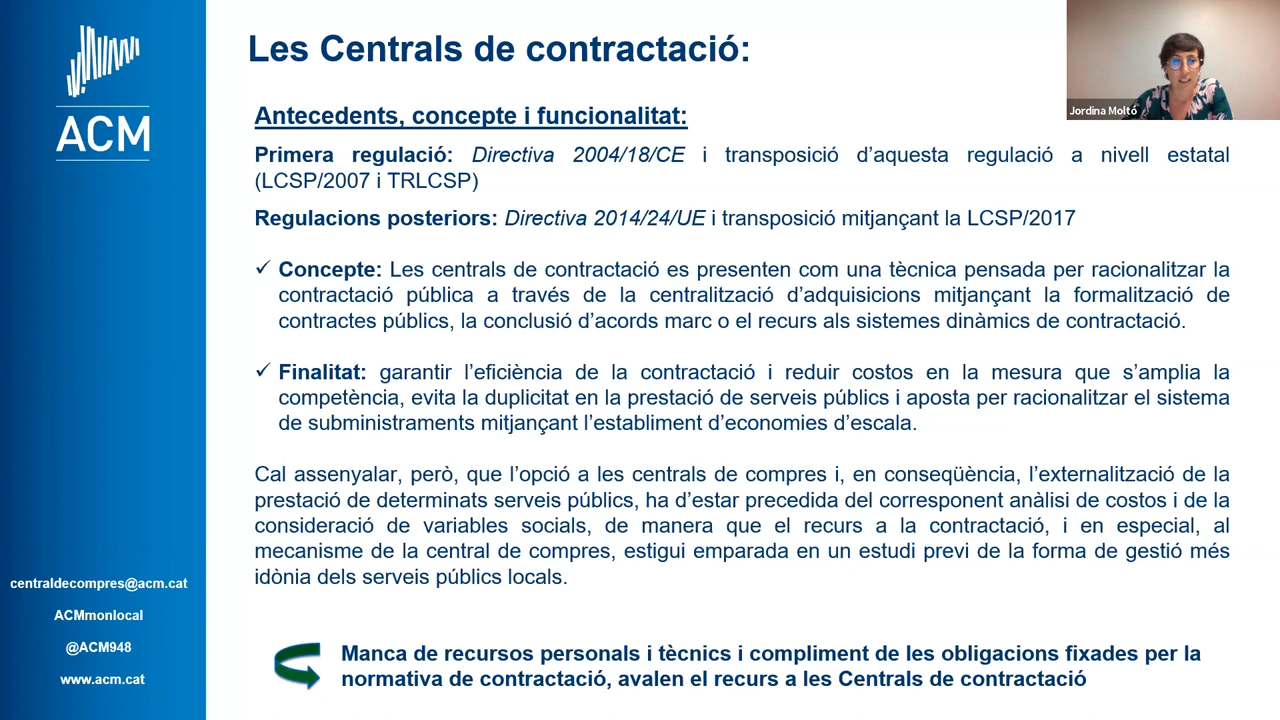 Les Centrals de contractació:
Jordina Moltó
ACM
Antecedents, concepte i funcionalitat:
Primera regulació: Directiva 2004/18/CE i transposició d'aquesta regulació a nivell estatal
(LCSP/2007 i TRLCSP)
Regulacions posteriors: Directiva 2014/24/UE i transposició mitjançant la LCSP/2017
✓ Concepte: Les centrals de contractació es presenten com una tècnica pensada per racionalitzar la
contractació pública a través de la centralització d'adquisicions mitjançant la formalització de
contractes públics, la conclusió d'acords marc o el recurs als sistemes dinàmics de contractació.
✓ Finalitat: garantir l'eficiència de la contractació i reduir costos en la mesura que s'amplia la
competència, evita la duplicitat en la prestació de serveis públics i aposta per racionalitzar el sistema
de subministraments mitjançant l'establiment d'economies d'escala.
Cal assenyalar, però, que l'opció a les centrals de compres i, en conseqüència, l'externalització de la
prestació de determinats serveis públics, ha d'estar precedida del corresponent anàlisi de costos i de la
consideració de variables socials, de manera que el recurs a la contractació, i en especial, al
mecanisme de la central de compres, estigui emparada en un estudi previ de la forma de gestió més
idònia dels serveis públics locals.
centraldecompres@acm.cat
ACMmonlocal
@ACM948
www.acm.cat
Manca de recursos personals i tècnics i compliment de les obligacions fixades per la
normativa de contractació, avalen el recurs a les Centrals de contractació